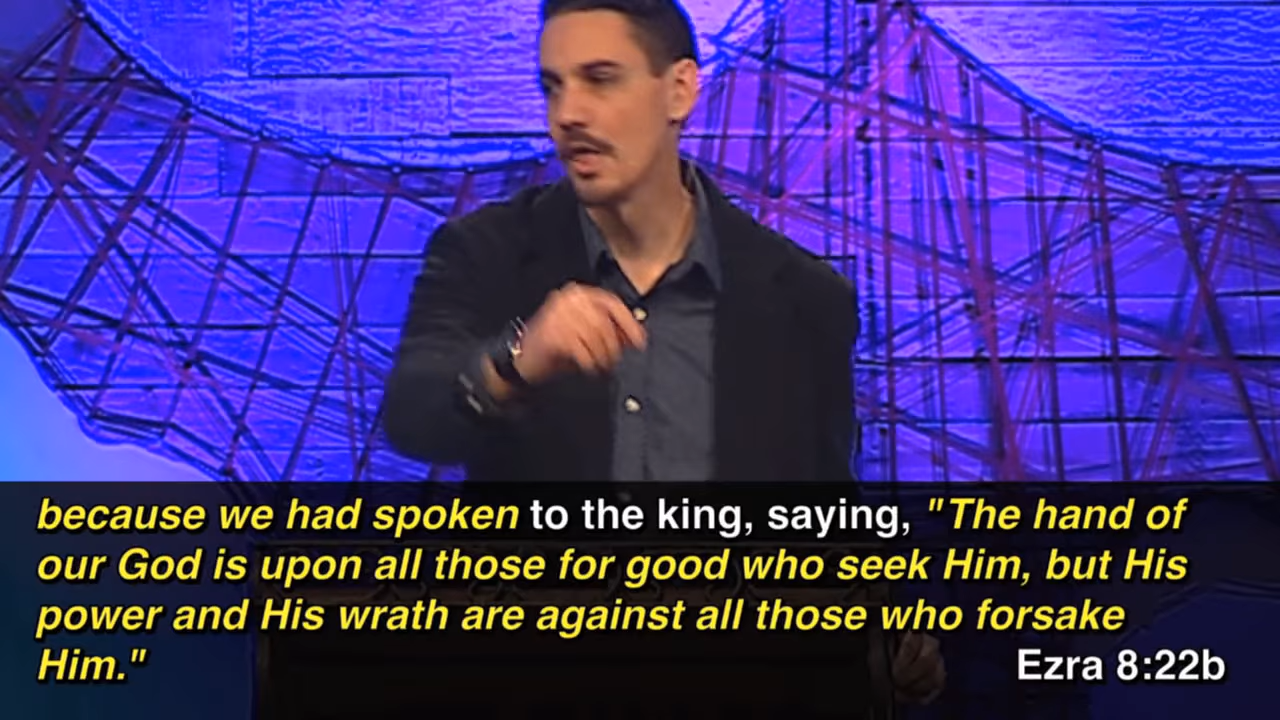 because we had spoken to the king, saying, "The hand of
our God is upon all those for good who seek Him, but His
power and His wrath are against all those who forsake
Him."
Ezra 8:22b